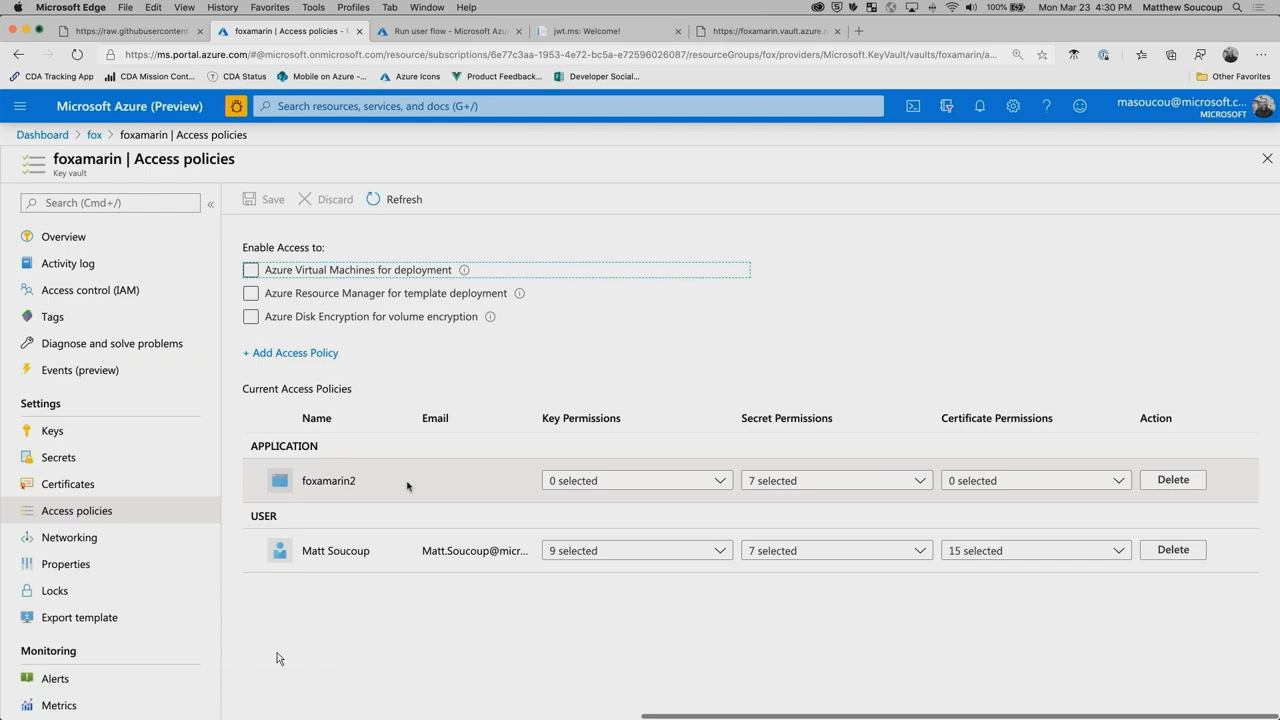 Microsoft Edge File Edit View History Favorites Tools Profiles Tab Window Help 100% Mon Mar 23 4:30 PM Matthew Soucoup
https://raw.githubusercontent foxamarin | Access policies - Run user flow - Microsoft Az jwt.ms: Welcome! https://foxamarin.vault.azure.
https://ms.portal.azure.com/#@microsoft.onmicrosoft.com/resource/subscriptions/6e77c3aa-1953-4e72-bc5a-e72596026087/resourceGroups/fox/providers/Microsoft.KeyVault/vaults/foxamarin/a...
CDA Tracking App CDA Mission Cont... CDA Status Mobile on Azure -... Azure Icons Product Feedback... Developer Social... Other Favorites
Microsoft Azure (Preview) Search resources, services, and docs (G+/) masoucou@microsoft.c...
MICROSOFT
Dashboard > fox > foxamarin | Access policies
foxamarin | Access policies
Key vault
Search (Cmd+/) « Save Discard Refresh
Overview
Activity log
Access control (IAM)
Tags
Diagnose and solve problems
Events (preview)
Settings
Keys
Secrets
Certificates
Access policies
Networking
Properties
Locks
Export template
Monitoring
Alerts
Metrics
Enable Access to:
Azure Virtual Machines for deployment
Azure Resource Manager for template deployment
Azure Disk Encryption for volume encryption
+ Add Access Policy
Current Access Policies
Name Email Key Permissions Secret Permissions Certificate Permissions Action
APPLICATION
foxamarin2 0 selected 7 selected 0 selected Delete
USER
Matt Soucoup Matt.Soucoup@micr... 9 selected 7 selected 15 selected Delete